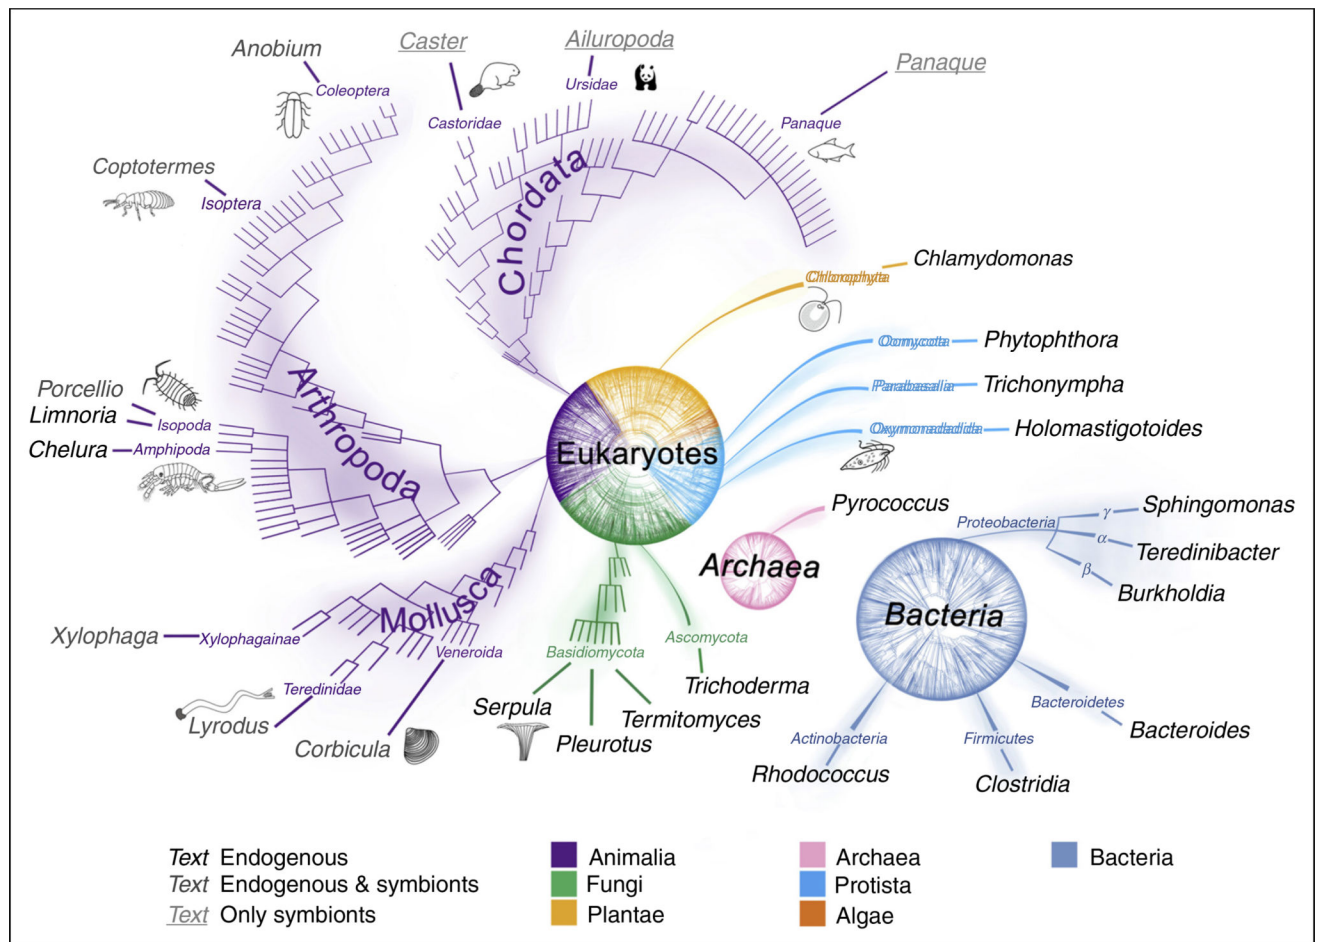 Anobium
Coleoptera
Caster
Castoridae
Ailuropoda
Ursidae
Panaque
Panaque
Coptotermes
Isoptera
Chordata
Chlamydomonas
Chlorophyta
Oomycota
Phytophthora
Parabasalia
Trichonympha
Oxymonadadida
Holomastigotoides
Porcellio
Limnoria
Isopoda
Chelura
Amphipoda
Arthropoda
Eukaryotes
Pyrococcus
Archaea
Proteobacteria
γ
Sphingomonas
α
Teredinibacter
β
Burkholdia
Bacteria
Mollusca
Xylophaga
Xylophagainae
Veneroida
Teredinidae
Lyrodus
Corbicula
Basidiomycota
Ascomycota
Serpula
Pleurotus
Termitomyces
Trichoderma
Bacteroidetes
Bacteroides
Actinobacteria
Rhodococcus
Firmicutes
Clostridia
Text Endogenous
Text Endogenous & symbionts
Text Only symbionts
Animalia
Fungi
Plantae
Archaea
Protista
Algae
Bacteria